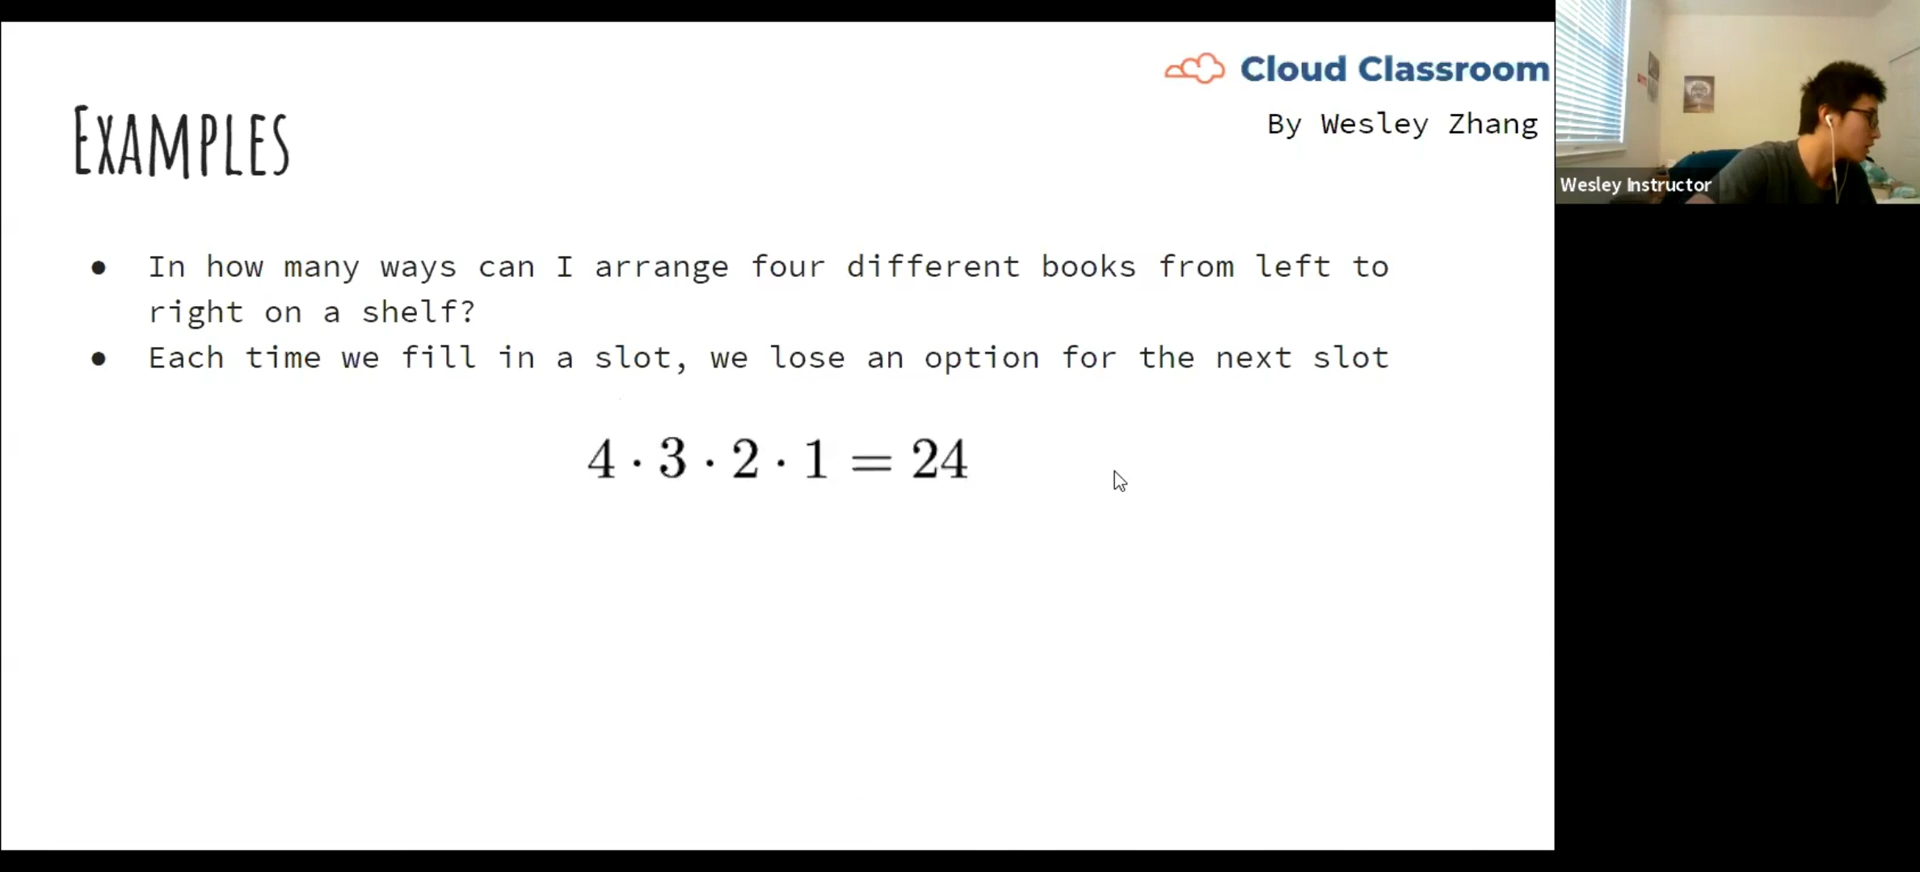 Cloud Classroom
By Wesley Zhang
EXAMPLES
● In how many ways can I arrange four different books from left to
right on a shelf?
● Each time we fill in a slot, we lose an option for the next slot
4 · 3 · 2 · 1 = 24
Wesley Instructor